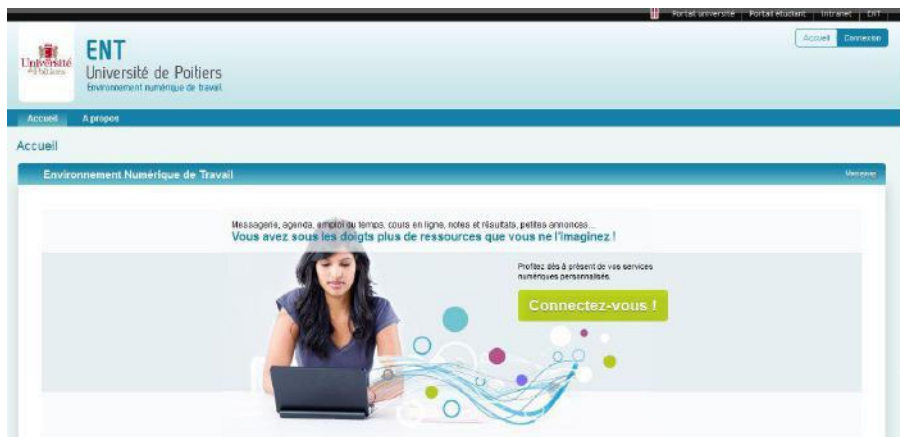 Portail université Portail étudiant Intranet ENT
Accueil Connexion
Université
de Poitiers
ENT
Université de Poitiers
Environnement numérique de travail
Accueil A propos
Accueil
Environnement Numérique de Travail
Messagerie, agenda, emploi du temps, cours en ligne, notes et résultats, petites annonces...
Vous avez sous les doigts plus de ressources que vous ne l'imaginez !
Profitez dès à présent de vos services
numériques personnalisés.
Connectez-vous !